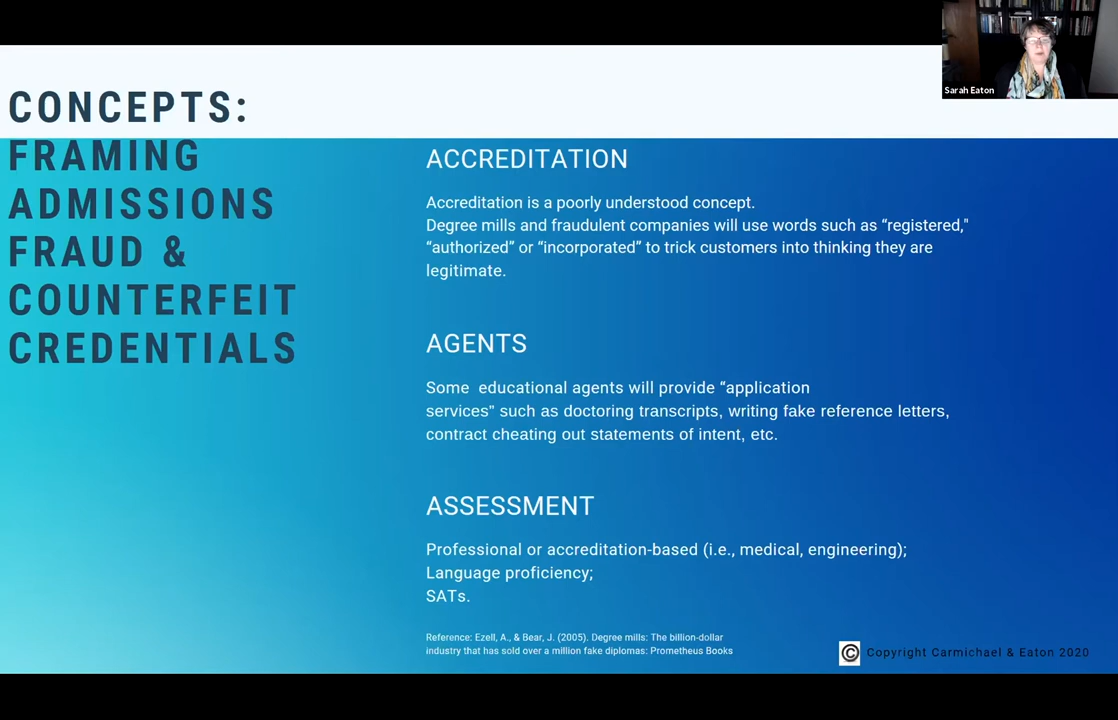 Sarah Eaton
CONCEPTS:
FRAMING
ADMISSIONS
FRAUD &
COUNTERFEIT
CREDENTIALS
ACCREDITATION
Accreditation is a poorly understood concept.
Degree mills and fraudulent companies will use words such as “registered,"
“authorized” or “incorporated” to trick customers into thinking they are
legitimate.
AGENTS
Some educational agents will provide “application
services” such as doctoring transcripts, writing fake reference letters,
contract cheating out statements of intent, etc.
ASSESSMENT
Professional or accreditation-based (i.e., medical, engineering);
Language proficiency;
SATs.
Reference: Ezell, A., & Bear, J. (2005). Degree mills: The billion-dollar
industry that has sold over a million fake diplomas: Prometheus Books
© Copyright Carmichael & Eaton 2020